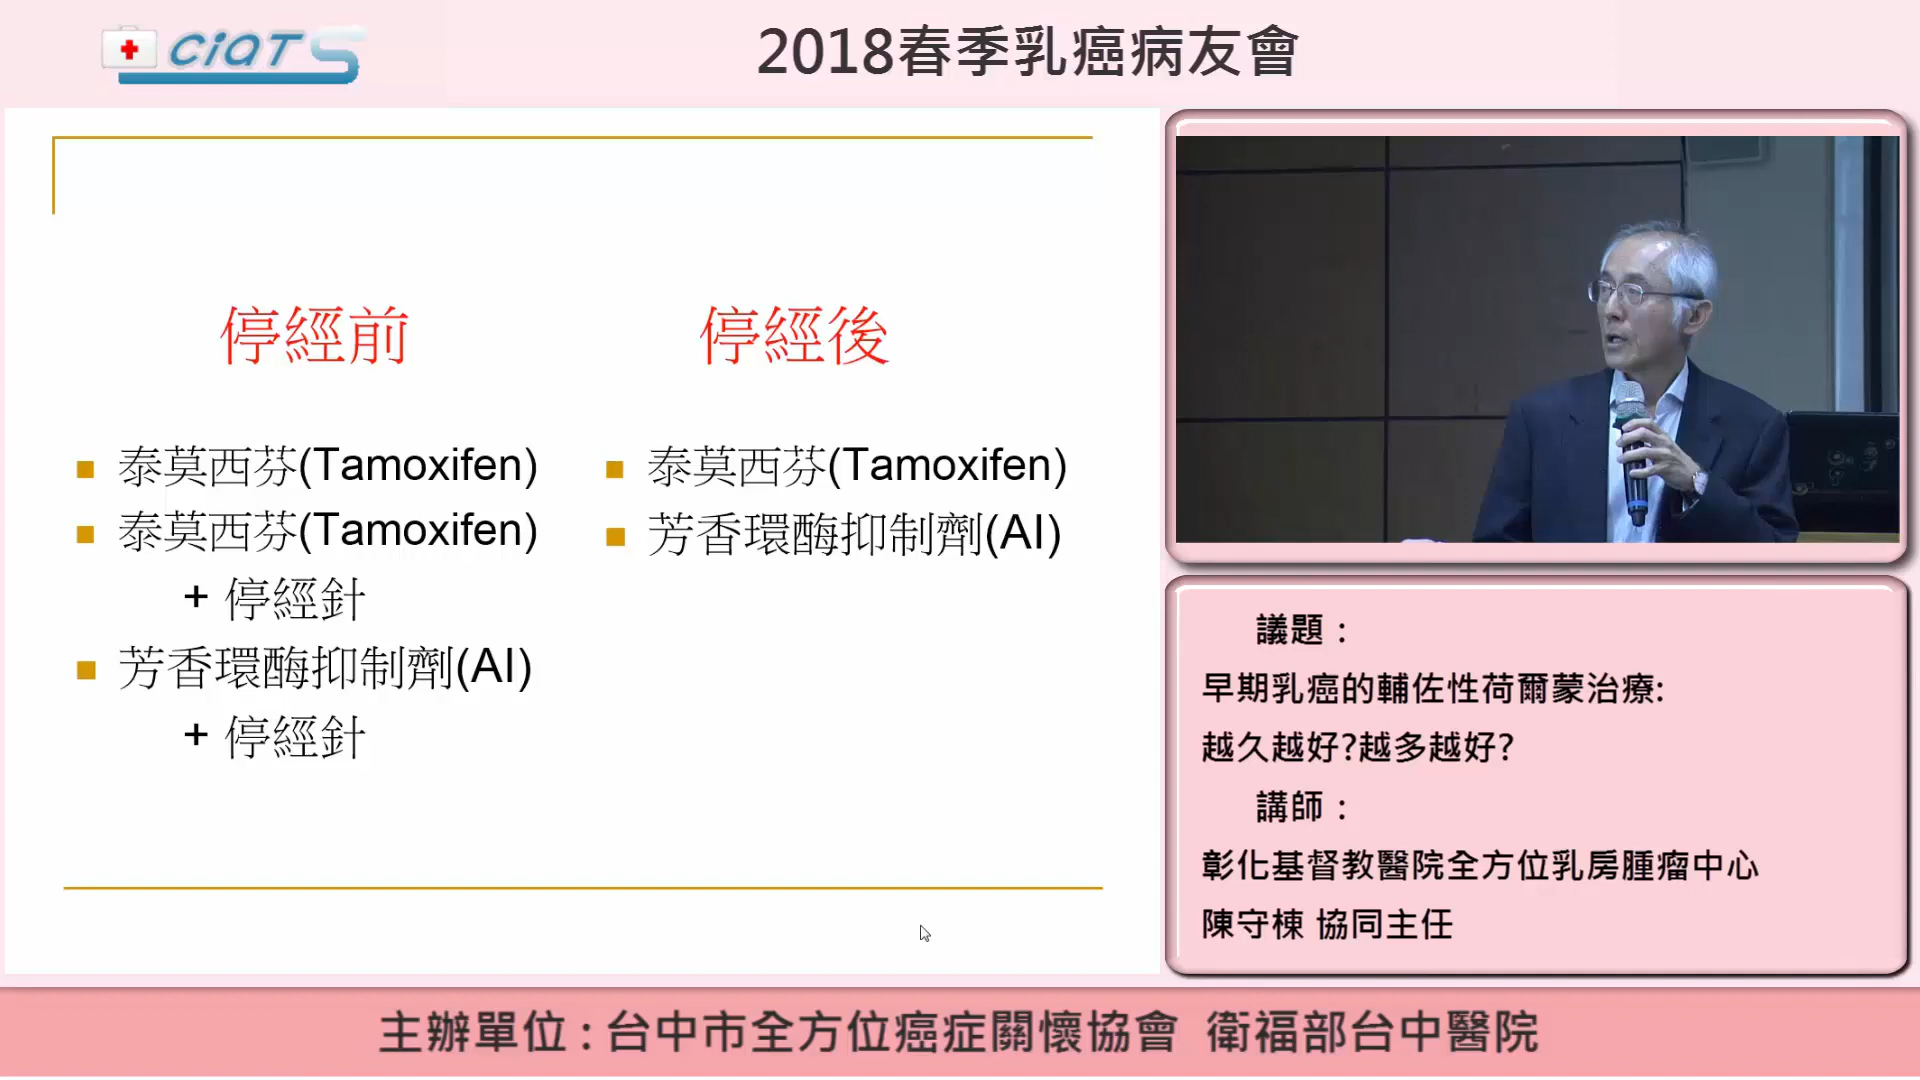 CiQTS
2018春季乳癌病友會
停經前
泰莫西芬(Tamoxifen)
泰莫西芬(Tamoxifen)
+ 停經針
芳香環酶抑制劑(AI)
+ 停經針
停經後
泰莫西芬(Tamoxifen)
芳香環酶抑制劑(AI)
議題：
早期乳癌的輔佐性荷爾蒙治療:
越久越好?越多越好?
講師：
彰化基督教醫院全方位乳房腫瘤中心
陳守棟 協同主任
主辦單位 : 台中市全方位癌症關懷協會 衛福部台中醫院